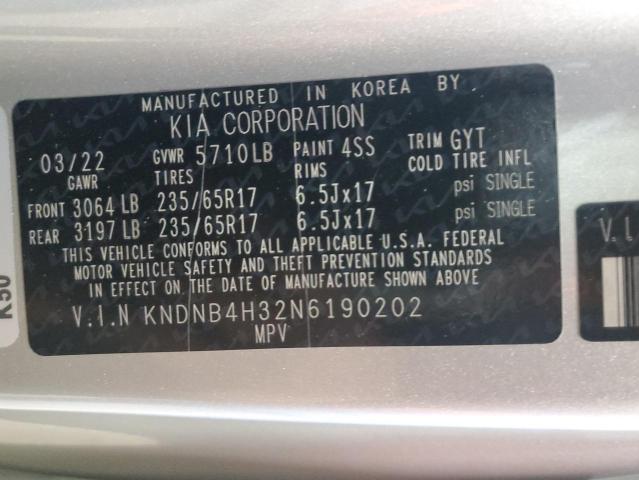 MANUFACTURED IN KOREA BY
KIA CORPORATION
03/22 GVWR 5710LB PAINT 4SS TRIM GYT
GAWR TIRES RIMS COLD TIRE INFL
FRONT 3064 LB 235/65R17 6.5Jx17 psi SINGLE
REAR 3197 LB 235/65R17 6.5Jx17 psi SINGLE
THIS VEHICLE CONFORMS TO ALL APPLICABLE U.S.A. FEDERAL
MOTOR VEHICLE SAFETY AND THEFT PREVENTION STANDARDS
IN EFFECT ON THE DATE OF MANUFACTURE SHOWN ABOVE
V.I.N KNDNB4H32N6190202
MPV
K50
V.I